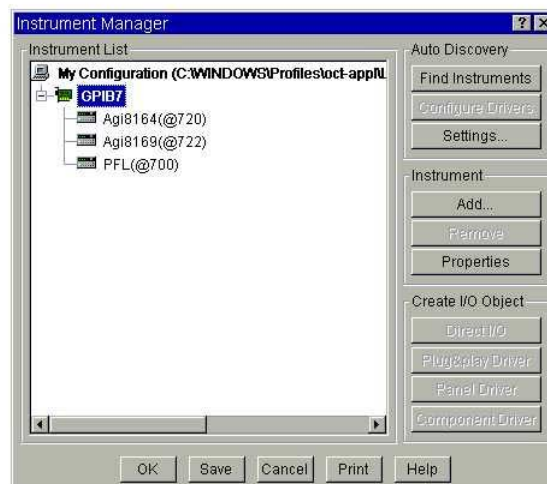 Instrument Manager
Instrument List
My Configuration (C:\WINDOWS\Profiles\oct-appl\L
GPIB7
Agi8164(@720)
Agi8169(@722)
PFL(@700)
Auto Discovery
Find Instruments
Configure Drivers
Settings...
Instrument
Add...
Remove
Properties
Create I/O Object
Direct I/O
Plug&play Driver
Panel Driver
Component Driver
OK
Save
Cancel
Print
Help